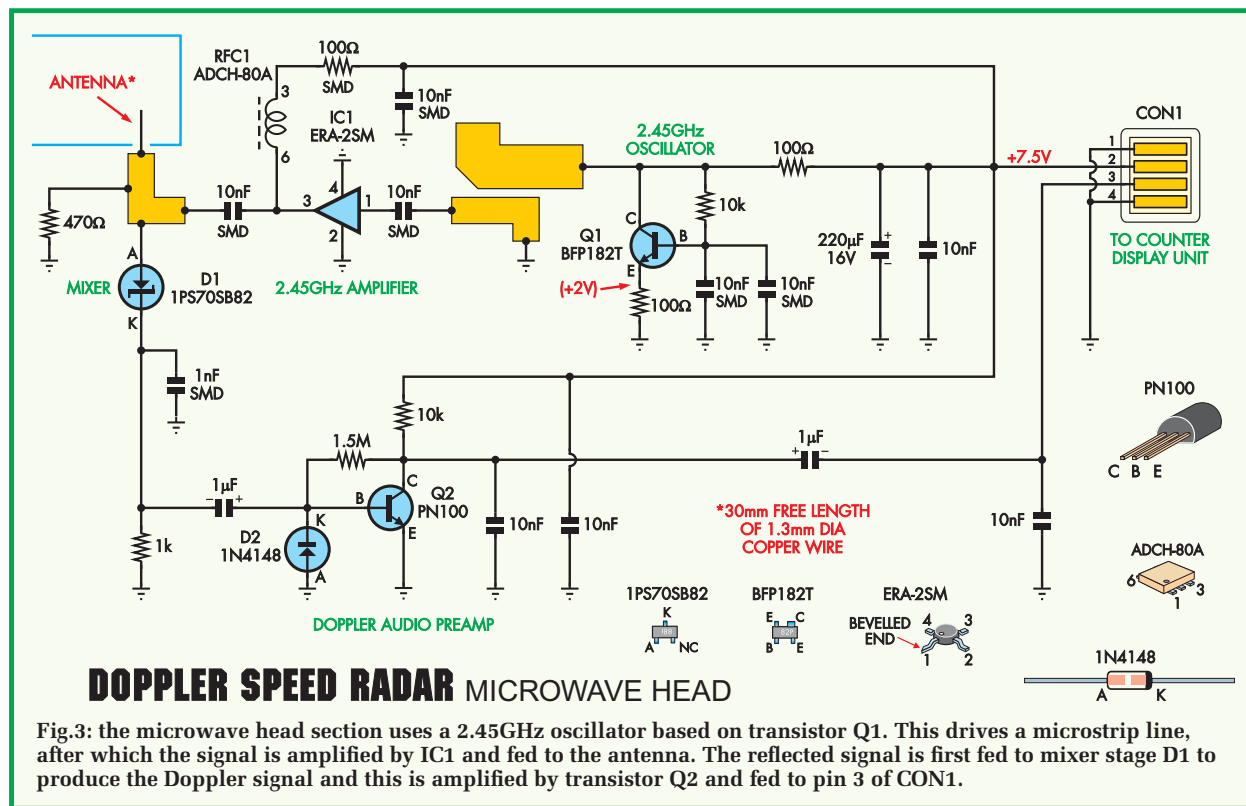 RFC1
ADCH-80A
3
6
100Ω
SMD
10nF
SMD
ANTENNA*
IC1
ERA-2SM
4
3
1
2
10nF
SMD
10nF
SMD
470Ω
MIXER
A
D1
1PS70SB82
K
2.45GHz AMPLIFIER
2.45GHz
OSCILLATOR
100Ω
10k
C
Q1
BFP182T
B
E
(+2V)
100Ω
10nF
SMD
10nF
SMD
220µF
16V
+
−
10nF
+7.5V
CON1
1
2
3
4
TO COUNTER
DISPLAY UNIT
1nF
SMD
10k
1.5M
1µF
−
+
1k
K
D2
1N4148
A
C
B
Q2
PN100
E
10nF
10nF
1µF
+
−
10nF
*30mm FREE LENGTH
OF 1.3mm DIA
COPPER WIRE
DOPPLER AUDIO PREAMP
PN100
C B E
ADCH-80A
6
3
1
1PS70SB82
K
A
NC
BFP182T
E
C
B
E
ERA-2SM
BEVELLED
END
4
3
1
2
1N4148
A
K
DOPPLER SPEED RADAR MICROWAVE HEAD
Fig.3: the microwave head section uses a 2.45GHz oscillator based on transistor Q1. This drives a microstrip line,
after which the signal is amplified by IC1 and fed to the antenna. The reflected signal is first fed to mixer stage D1 to
produce the Doppler signal and this is amplified by transistor Q2 and fed to pin 3 of CON1.